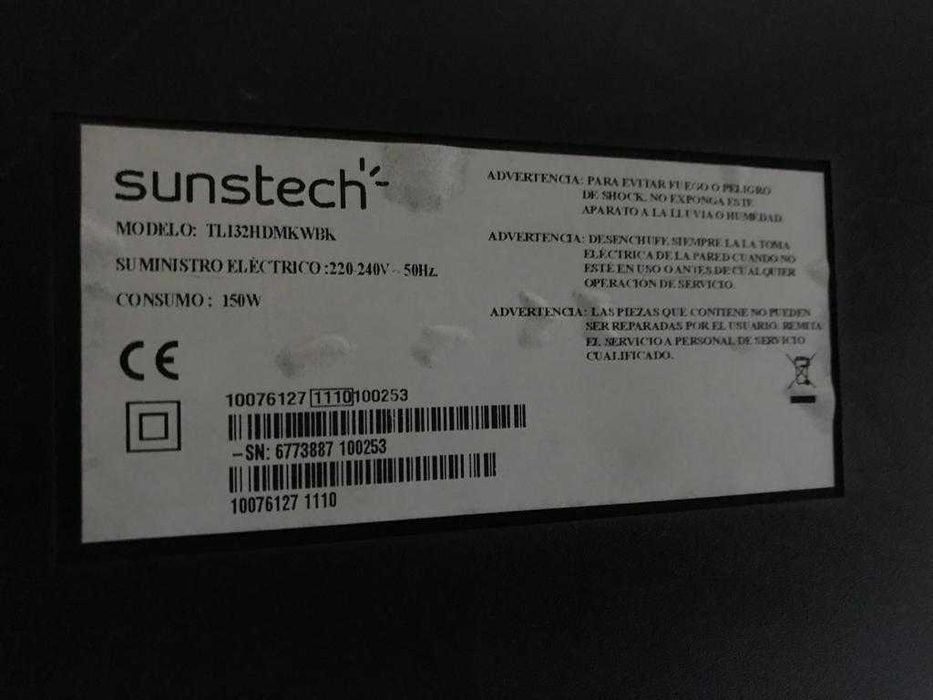 sunstech
MODELO: TLI32HDMKWBK
SUMINISTRO ELÉCTRICO :220-240V~ 50Hz.
CONSUMO : 150W
CE
10076127 1110 100253
-SN: 6773887 100253
10076127 1110
ADVERTENCIA: PARA EVITAR FUEGO O PELIGRO
DE SHOCK. NO EXPONGA ESTE
APARATO A LA LLUVIA O HUMEDAD.
ADVERTENCIA: DESENCHUFE SIEMPRE LA LA TOMA
ELÉCTRICA DE LA PARED CUANDO NO
ESTÉ EN USO O ANTES DE CUALQUIER
OPERACIÓN DE SERVICIO.
ADVERTENCIA: LAS PIEZAS QUE CONTIENE NO PUEDEN
SER REPARADAS POR EL USUARIO. REMITA
EL SERVICIO A PERSONAL DE SERVICIO
CUALIFICADO.